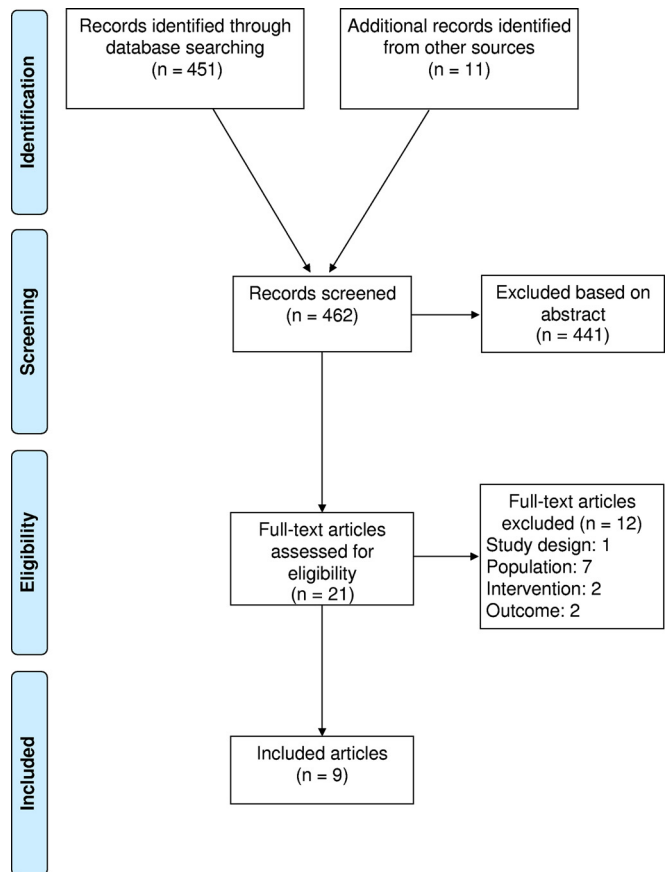 Identification
Records identified through
database searching
(n = 451)
Additional records identified
from other sources
(n = 11)
Screening
Records screened
(n = 462)
Excluded based on
abstract
(n = 441)
Eligibility
Full-text articles
assessed for
eligibility
(n = 21)
Full-text articles
excluded (n = 12)
Study design: 1
Population: 7
Intervention: 2
Outcome: 2
Included
Included articles
(n = 9)